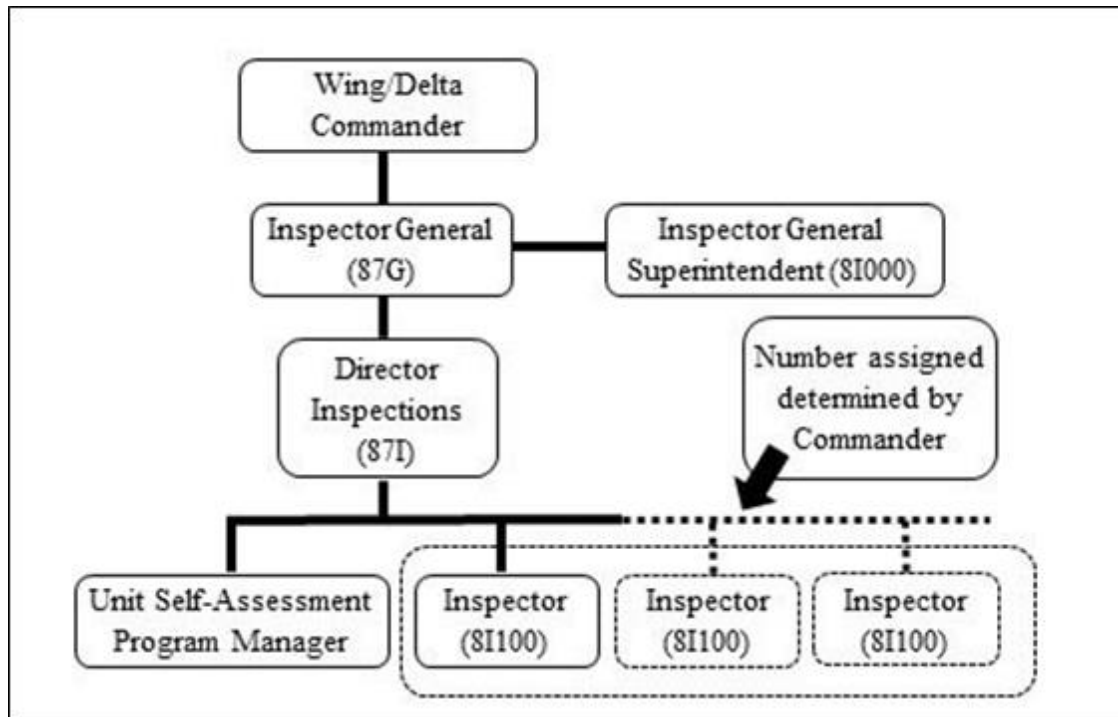 Wing/Delta
Commander
Inspector General
(87G)
Inspector General
Superintendent (8I000)
Director
Inspections
(87I)
Number assigned
determined by
Commander
Unit Self-Assessment
Program Manager
Inspector
(8I100)
Inspector
(8I100)
Inspector
(8I100)